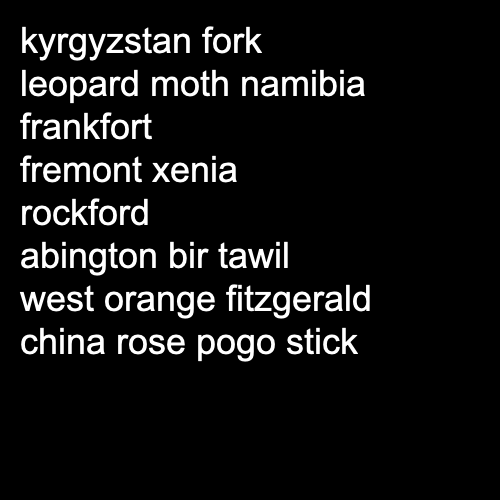 kyrgyzstan fork
leopard moth namibia
frankfort
fremont xenia
rockford
abington bir tawil
west orange fitzgerald
china rose pogo stick